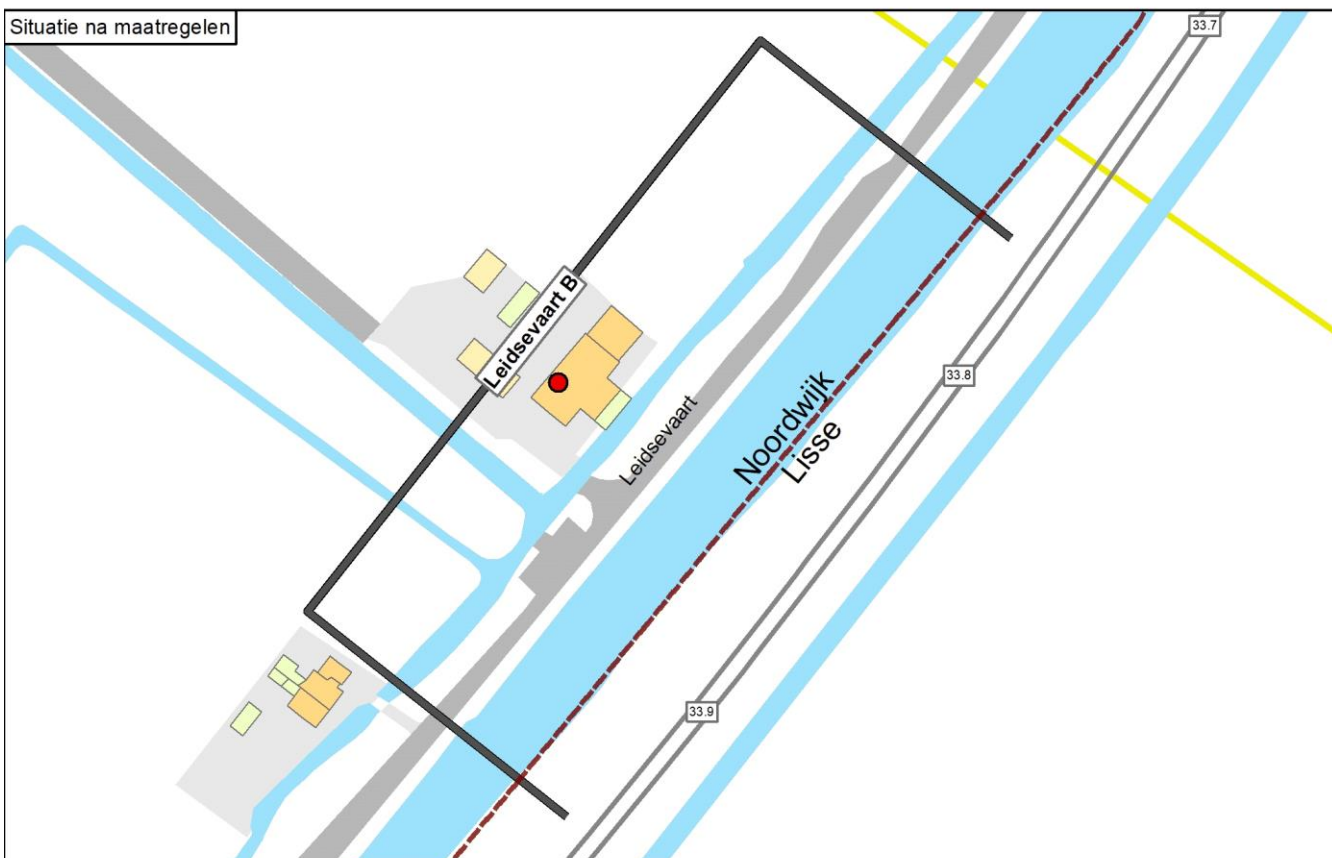 Situatie na maatregelen
33.7
Leidsevaart B
33.8
Leidsevaart
Noordwijk
Lisse
33.9